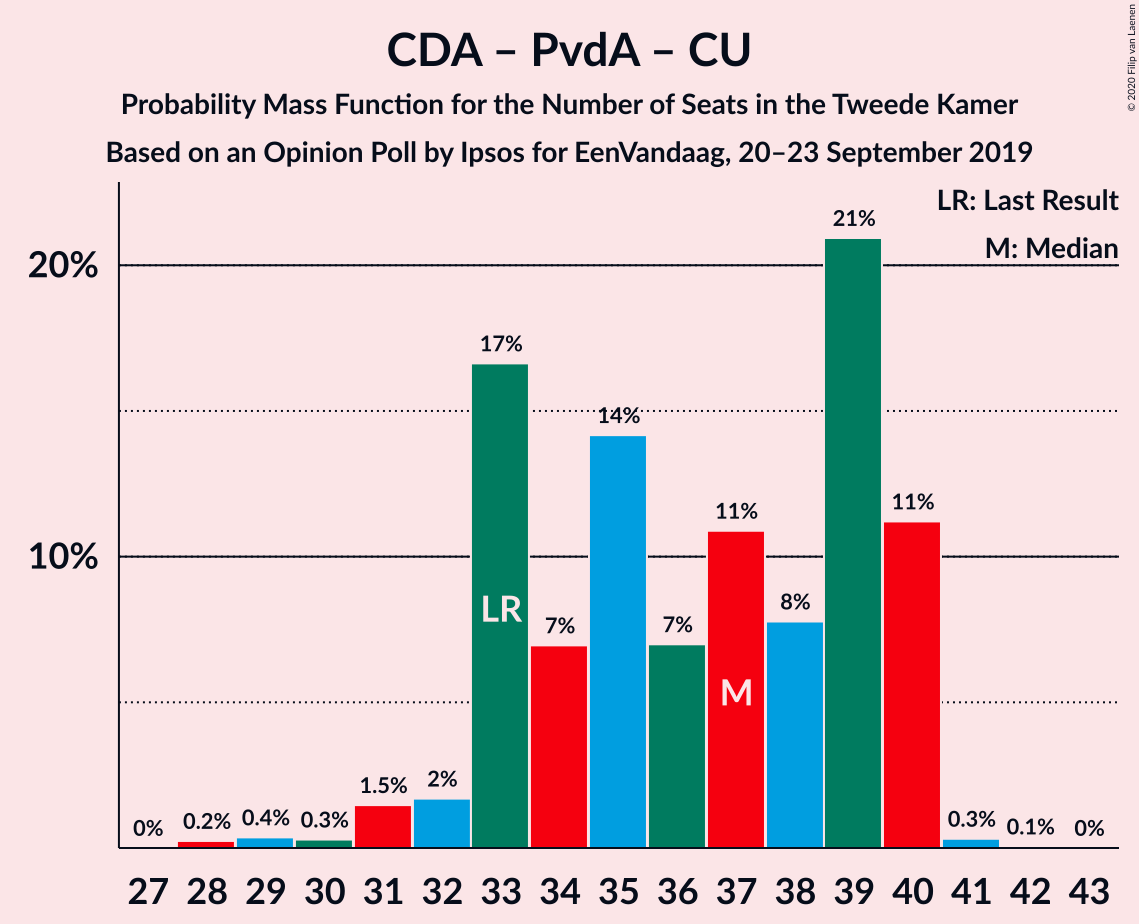 CDA – PvdA – CU
Probability Mass Function for the Number of Seats in the Tweede Kamer
Based on an Opinion Poll by Ipsos for EenVandaag, 20–23 September 2019
© 2020 Filip van Laenen
LR: Last Result
M: Median
20%
10%
0%
0.2%
0.4%
0.3%
1.5%
2%
17%
7%
14%
7%
11%
8%
21%
11%
0.3%
0.1%
0%
LR
M
27 28 29 30 31 32 33 34 35 36 37 38 39 40 41 42 43